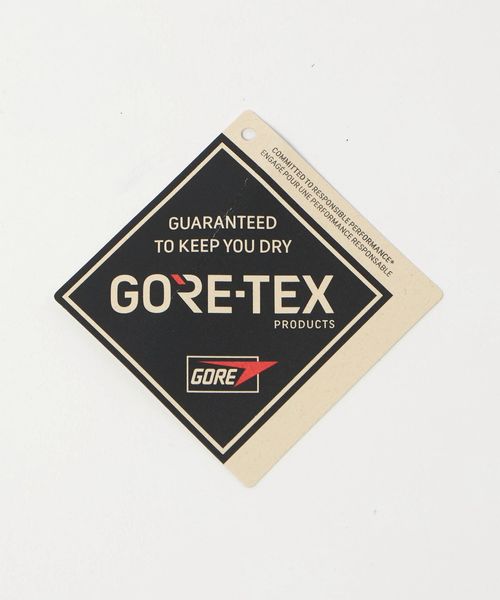 COMMITTED TO RESPONSIBLE PERFORMANCE*
ENGAGÉ POUR UNE PERFORMANCE RESPONSABLE
GUARANTEED
TO KEEP YOU DRY
GORE-TEX
PRODUCTS
GORE